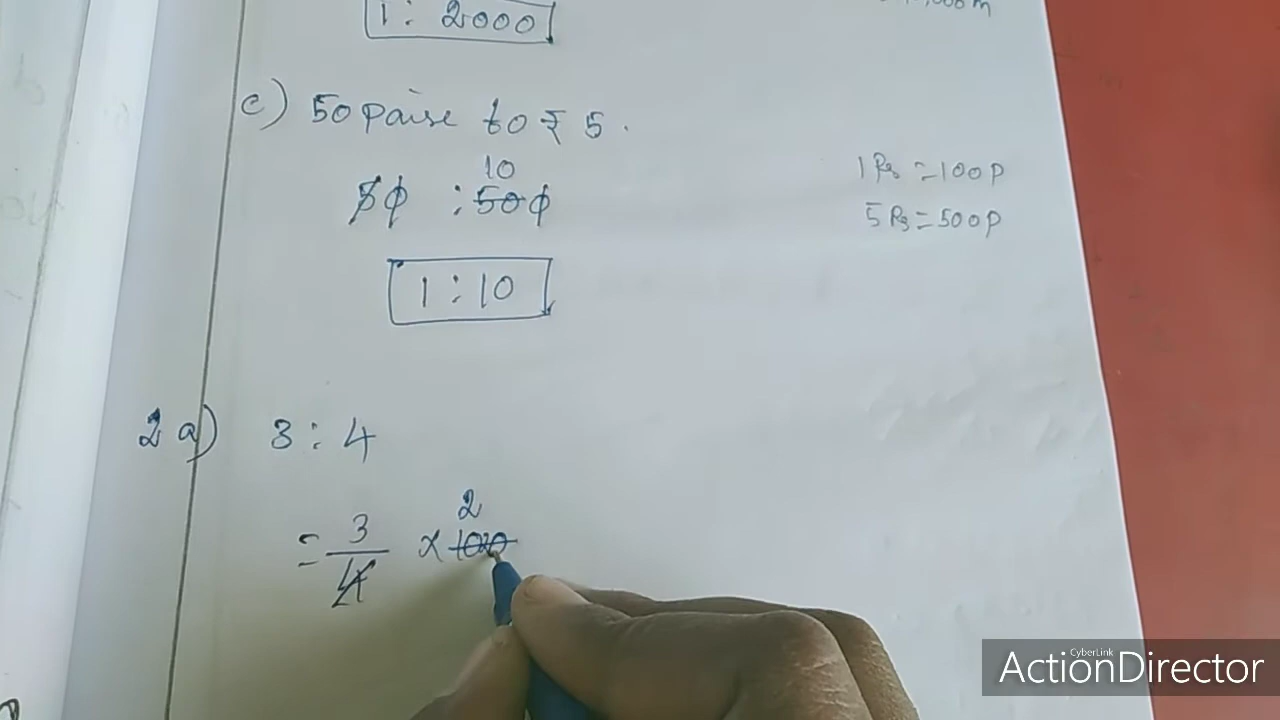 1 : 2000
c) 50 paise to ₹ 5.
10
50 : 500
1 Rs = 100 p
5 Rs = 500 p
1 : 10
2 a) 3 : 4
2
= 3/4 x 100
CyberLink
ActionDirector